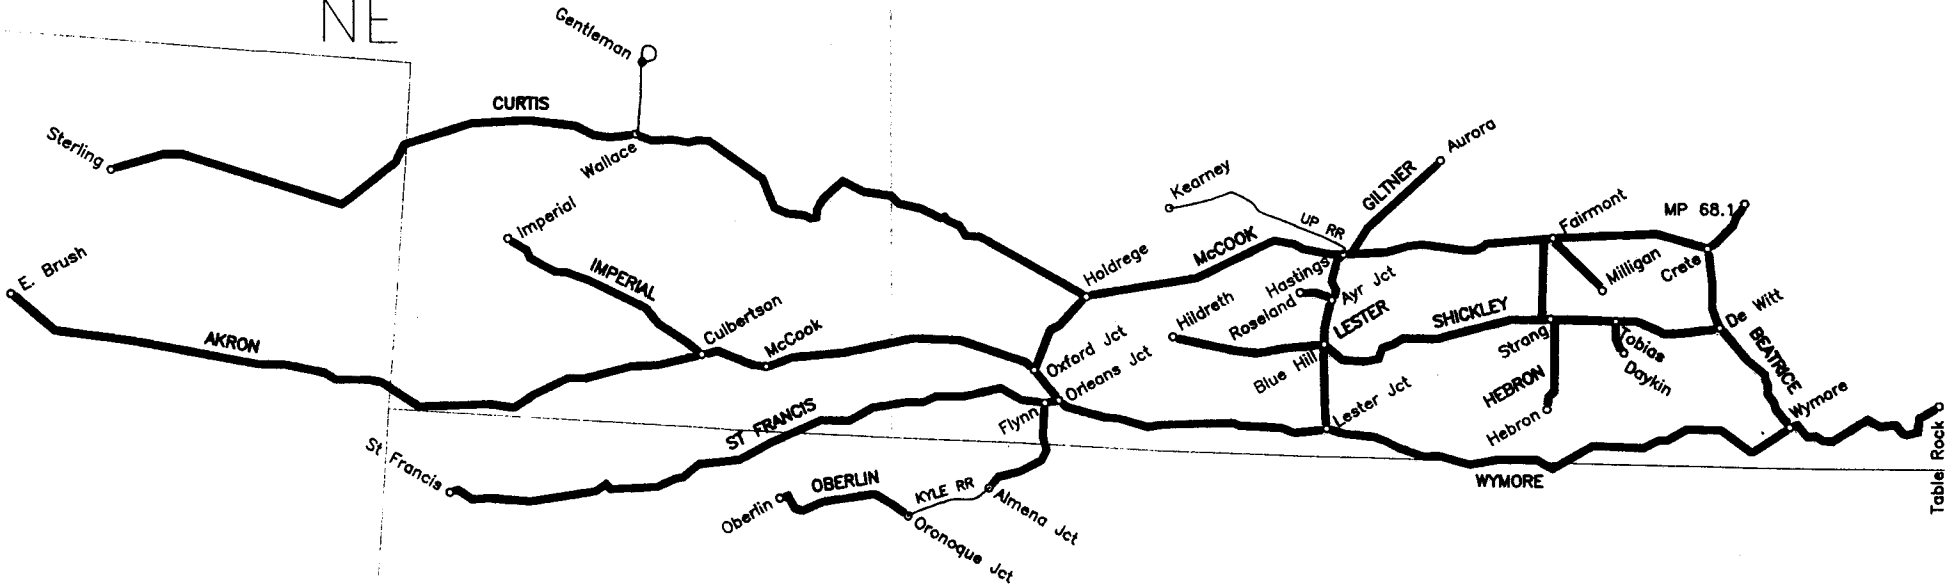 NE
Gentleman
CURTIS
Sterling
Wallace
Aurora
Kearney
GILTNER
UP RR
Imperial
Fairmont
MP 68.1
E. Brush
IMPERIAL
Holdrege
McCOOK
Hastings
Ayr Jct
Milligan
Crete
AKRON
Culbertson
McCook
Hildreth
Roseland
LESTER
SHICKLEY
De Witt
Oxford Jct
Orleans Jct
Blue Hill
Strang
Tobias
Daykin
BEATRICE
St Francis
ST FRANCIS
Flynn
Lester Jct
HEBRON
Hebron
Wymore
Oberlin
OBERLIN
KYLE RR
Almena Jct
Oronoque Jct
WYMORE
Table Rock